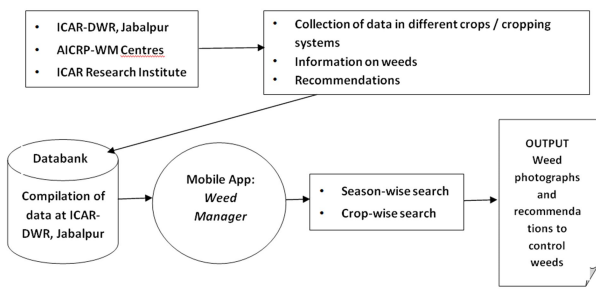 • ICAR-DWR, Jabalpur
• AICRP-WM Centres
• ICAR Research Institute
• Collection of data in different crops / cropping
systems
• Information on weeds
• Recommendations
Databank
Compilation of
data at ICAR-
DWR, Jabalpur
Mobile App:
Weed
Manager
• Season-wise search
• Crop-wise search
OUTPUT
Weed
photographs
and
recommenda
tions to
control
weeds